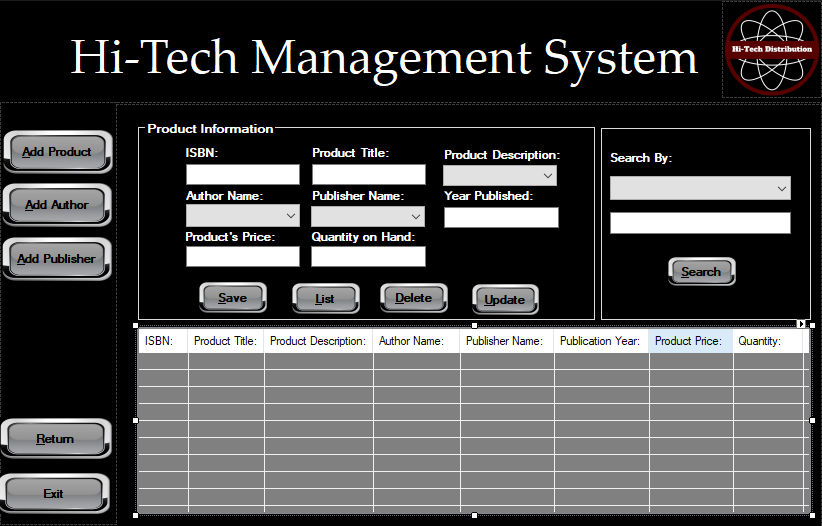 Hi-Tech Management System
Hi-Tech Distribution
Add Product
Add Author
Add Publisher
Return
Exit
Product Information
ISBN: Product Title: Product Description:
Author Name: Publisher Name: Year Published:
Product's Price: Quantity on Hand:
Save List Delete Update
Search By:
Search
ISBN: Product Title: Product Description: Author Name: Publisher Name: Publication Year: Product Price: Quantity: